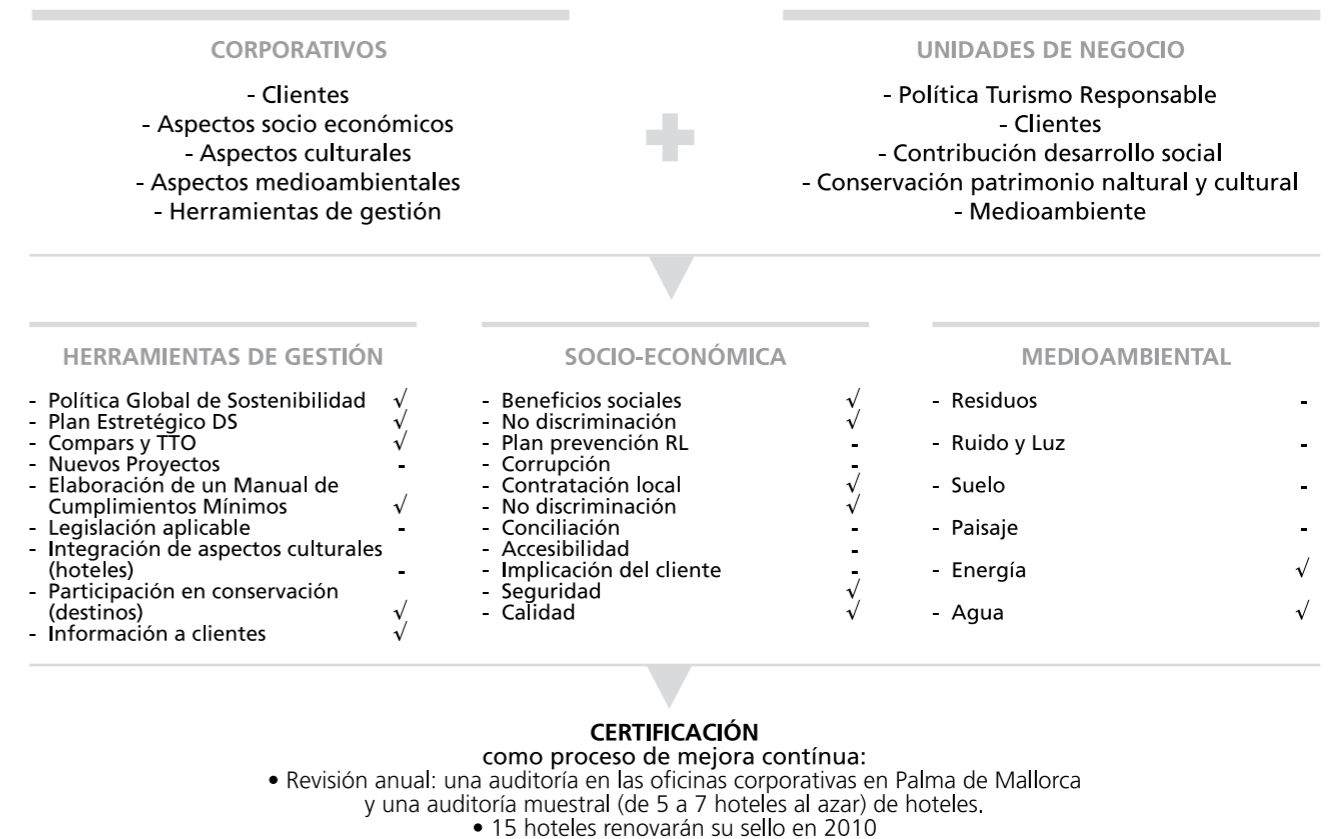 CORPORATIVOS
- Clientes
- Aspectos socio económicos
- Aspectos culturales
- Aspectos medioambientales
- Herramientas de gestión
+
UNIDADES DE NEGOCIO
- Política Turismo Responsable
- Clientes
- Contribución desarrollo social
- Conservación patrimonio naltural y cultural
- Medioambiente
HERRAMIENTAS DE GESTIÓN
- Política Global de Sostenibilidad √
- Plan Estretégico DS √
- Compars y TTO √
- Nuevos Proyectos -
- Elaboración de un Manual de
Cumplimientos Mínimos √
- Legislación aplicable -
- Integración de aspectos culturales
(hoteles) -
- Participación en conservación
(destinos) √
- Información a clientes √
SOCIO-ECONÓMICA
- Beneficios sociales √
- No discriminación √
- Plan prevención RL -
- Corrupción -
- Contratación local √
- No discriminación √
- Conciliación -
- Accesibilidad -
- Implicación del cliente -
- Seguridad √
- Calidad √
MEDIOAMBIENTAL
- Residuos -
- Ruido y Luz -
- Suelo -
- Paisaje -
- Energía √
- Agua √
CERTIFICACIÓN
como proceso de mejora contínua:
• Revisión anual: una auditoría en las oficinas corporativas en Palma de Mallorca
y una auditoría muestral (de 5 a 7 hoteles al azar) de hoteles.
• 15 hoteles renovarán su sello en 2010